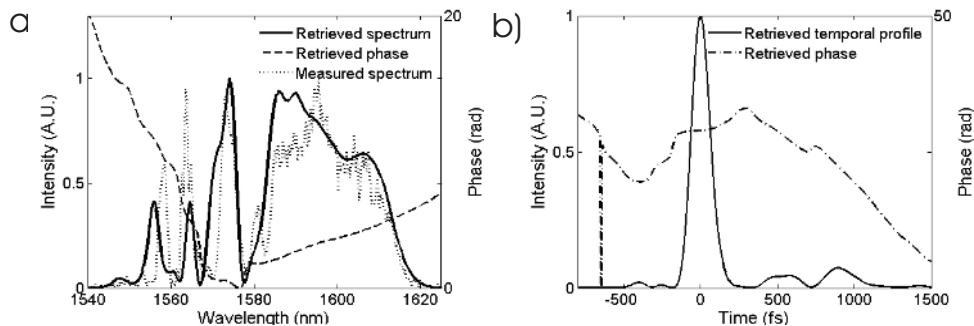 a
20
Retrieved spectrum
Retrieved phase
Measured spectrum
1
0.5
0
Intensity (A.U.)
Phase (rad)
0
1540 1560 1580 1600 1620
Wavelength (nm)
b)
50
Retrieved temporal profile
Retrieved phase
1
0.5
0
Intensity (A.U.)
Phase (rad)
0
-500 0 500 1000 1500
Time (fs)